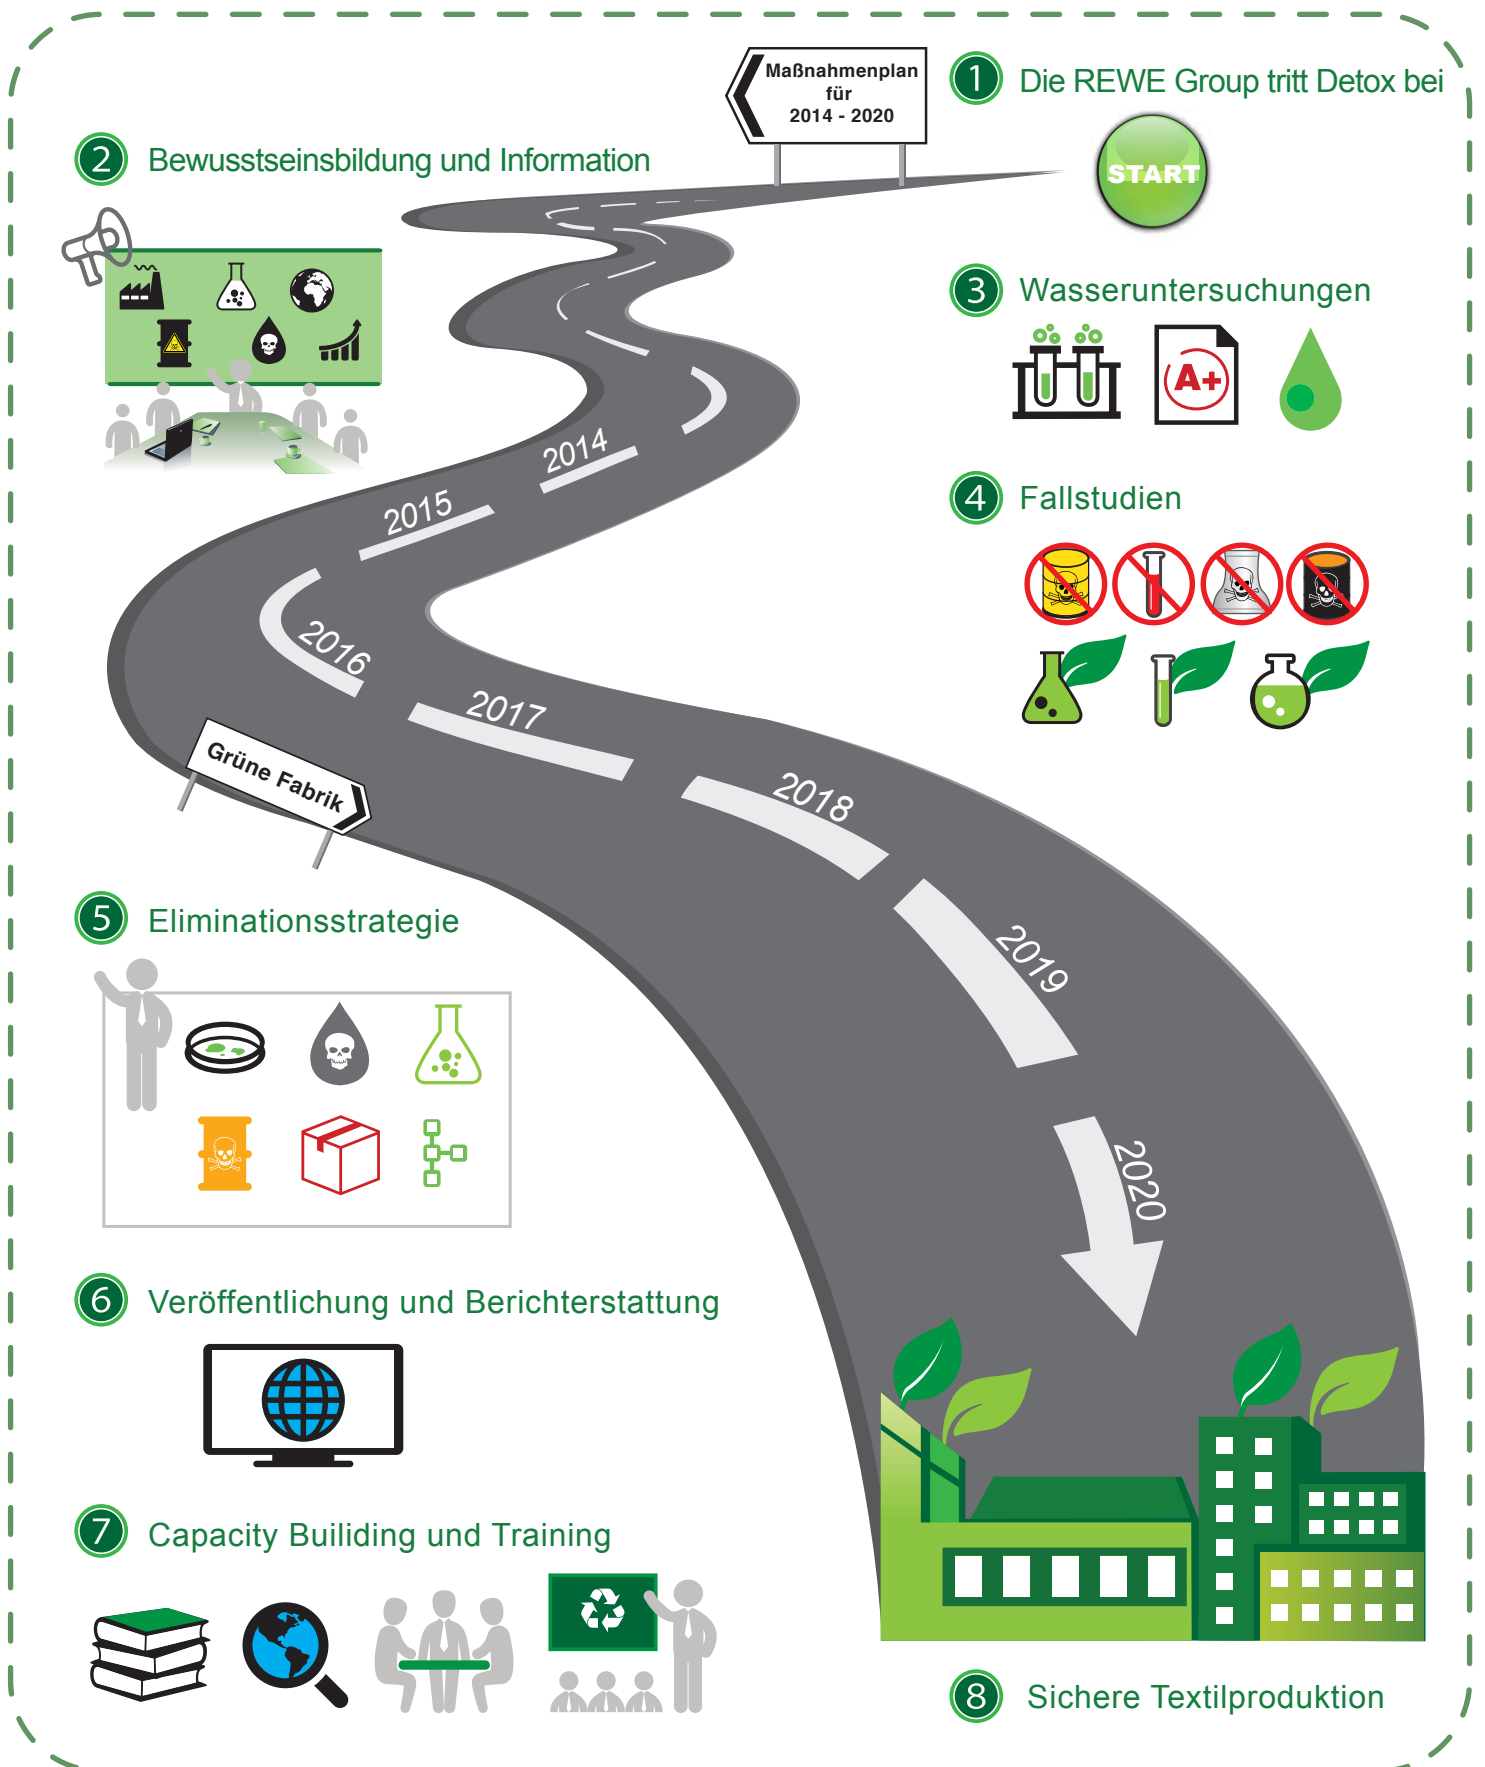 Maßnahmenplan
für
2014 - 2020
1 Die REWE Group tritt Detox bei
START
2 Bewusstseinsbildung und Information
3 Wasseruntersuchungen
A+
4 Fallstudien
2014
2015
2016
2017
2018
2019
2020
Grüne Fabrik
5 Eliminationsstrategie
6 Veröffentlichung und Berichterstattung
7 Capacity Builiding und Training
8 Sichere Textilproduktion